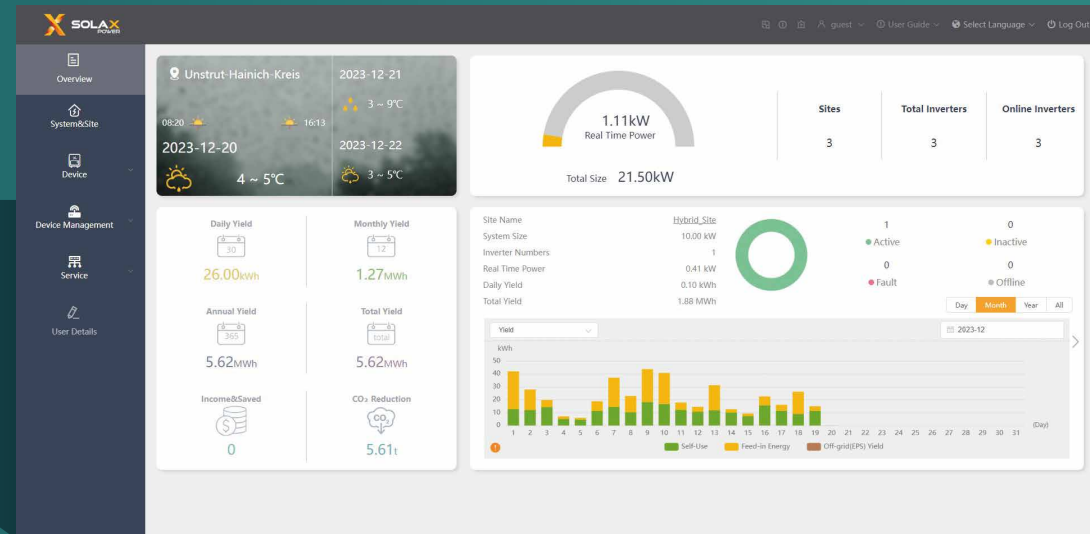 SOLAX
POWER
guest
User Guide
Select Language
Log Out
Overview
System&Site
Device
Device Management
Service
User Details
Unstrut-Hainich-Kreis
2023-12-21
3 ~ 9℃
08:20
16:13
2023-12-20
2023-12-22
4 ~ 5℃
3 ~ 5℃
1.11kW
Real Time Power
Total Size 21.50kW
Sites
Total Inverters
Online Inverters
3
3
3
Daily Yield
Monthly Yield
30
12
26.00kWh
1.27MWh
Annual Yield
Total Yield
365
total
5.62MWh
5.62MWh
Income&Saved
CO₂ Reduction
CO₂
0
5.61t
Site Name Hybrid_Site
System Size 10.00 kW
Inverter Numbers 1
Real Time Power 0.41 kW
Daily Yield 0.10 kWh
Total Yield 1.88 MWh
1
0
Active
Inactive
0
0
Fault
Offline
Day Month Year All
Yield
2023-12
kWh
50
40
30
20
10
0
1 2 3 4 5 6 7 8 9 10 11 12 13 14 15 16 17 18 19 20 21 22 23 24 25 26 27 28 29 30 31
(Day)
Self-Use Feed-in Energy Off-grid(EPS) Yield